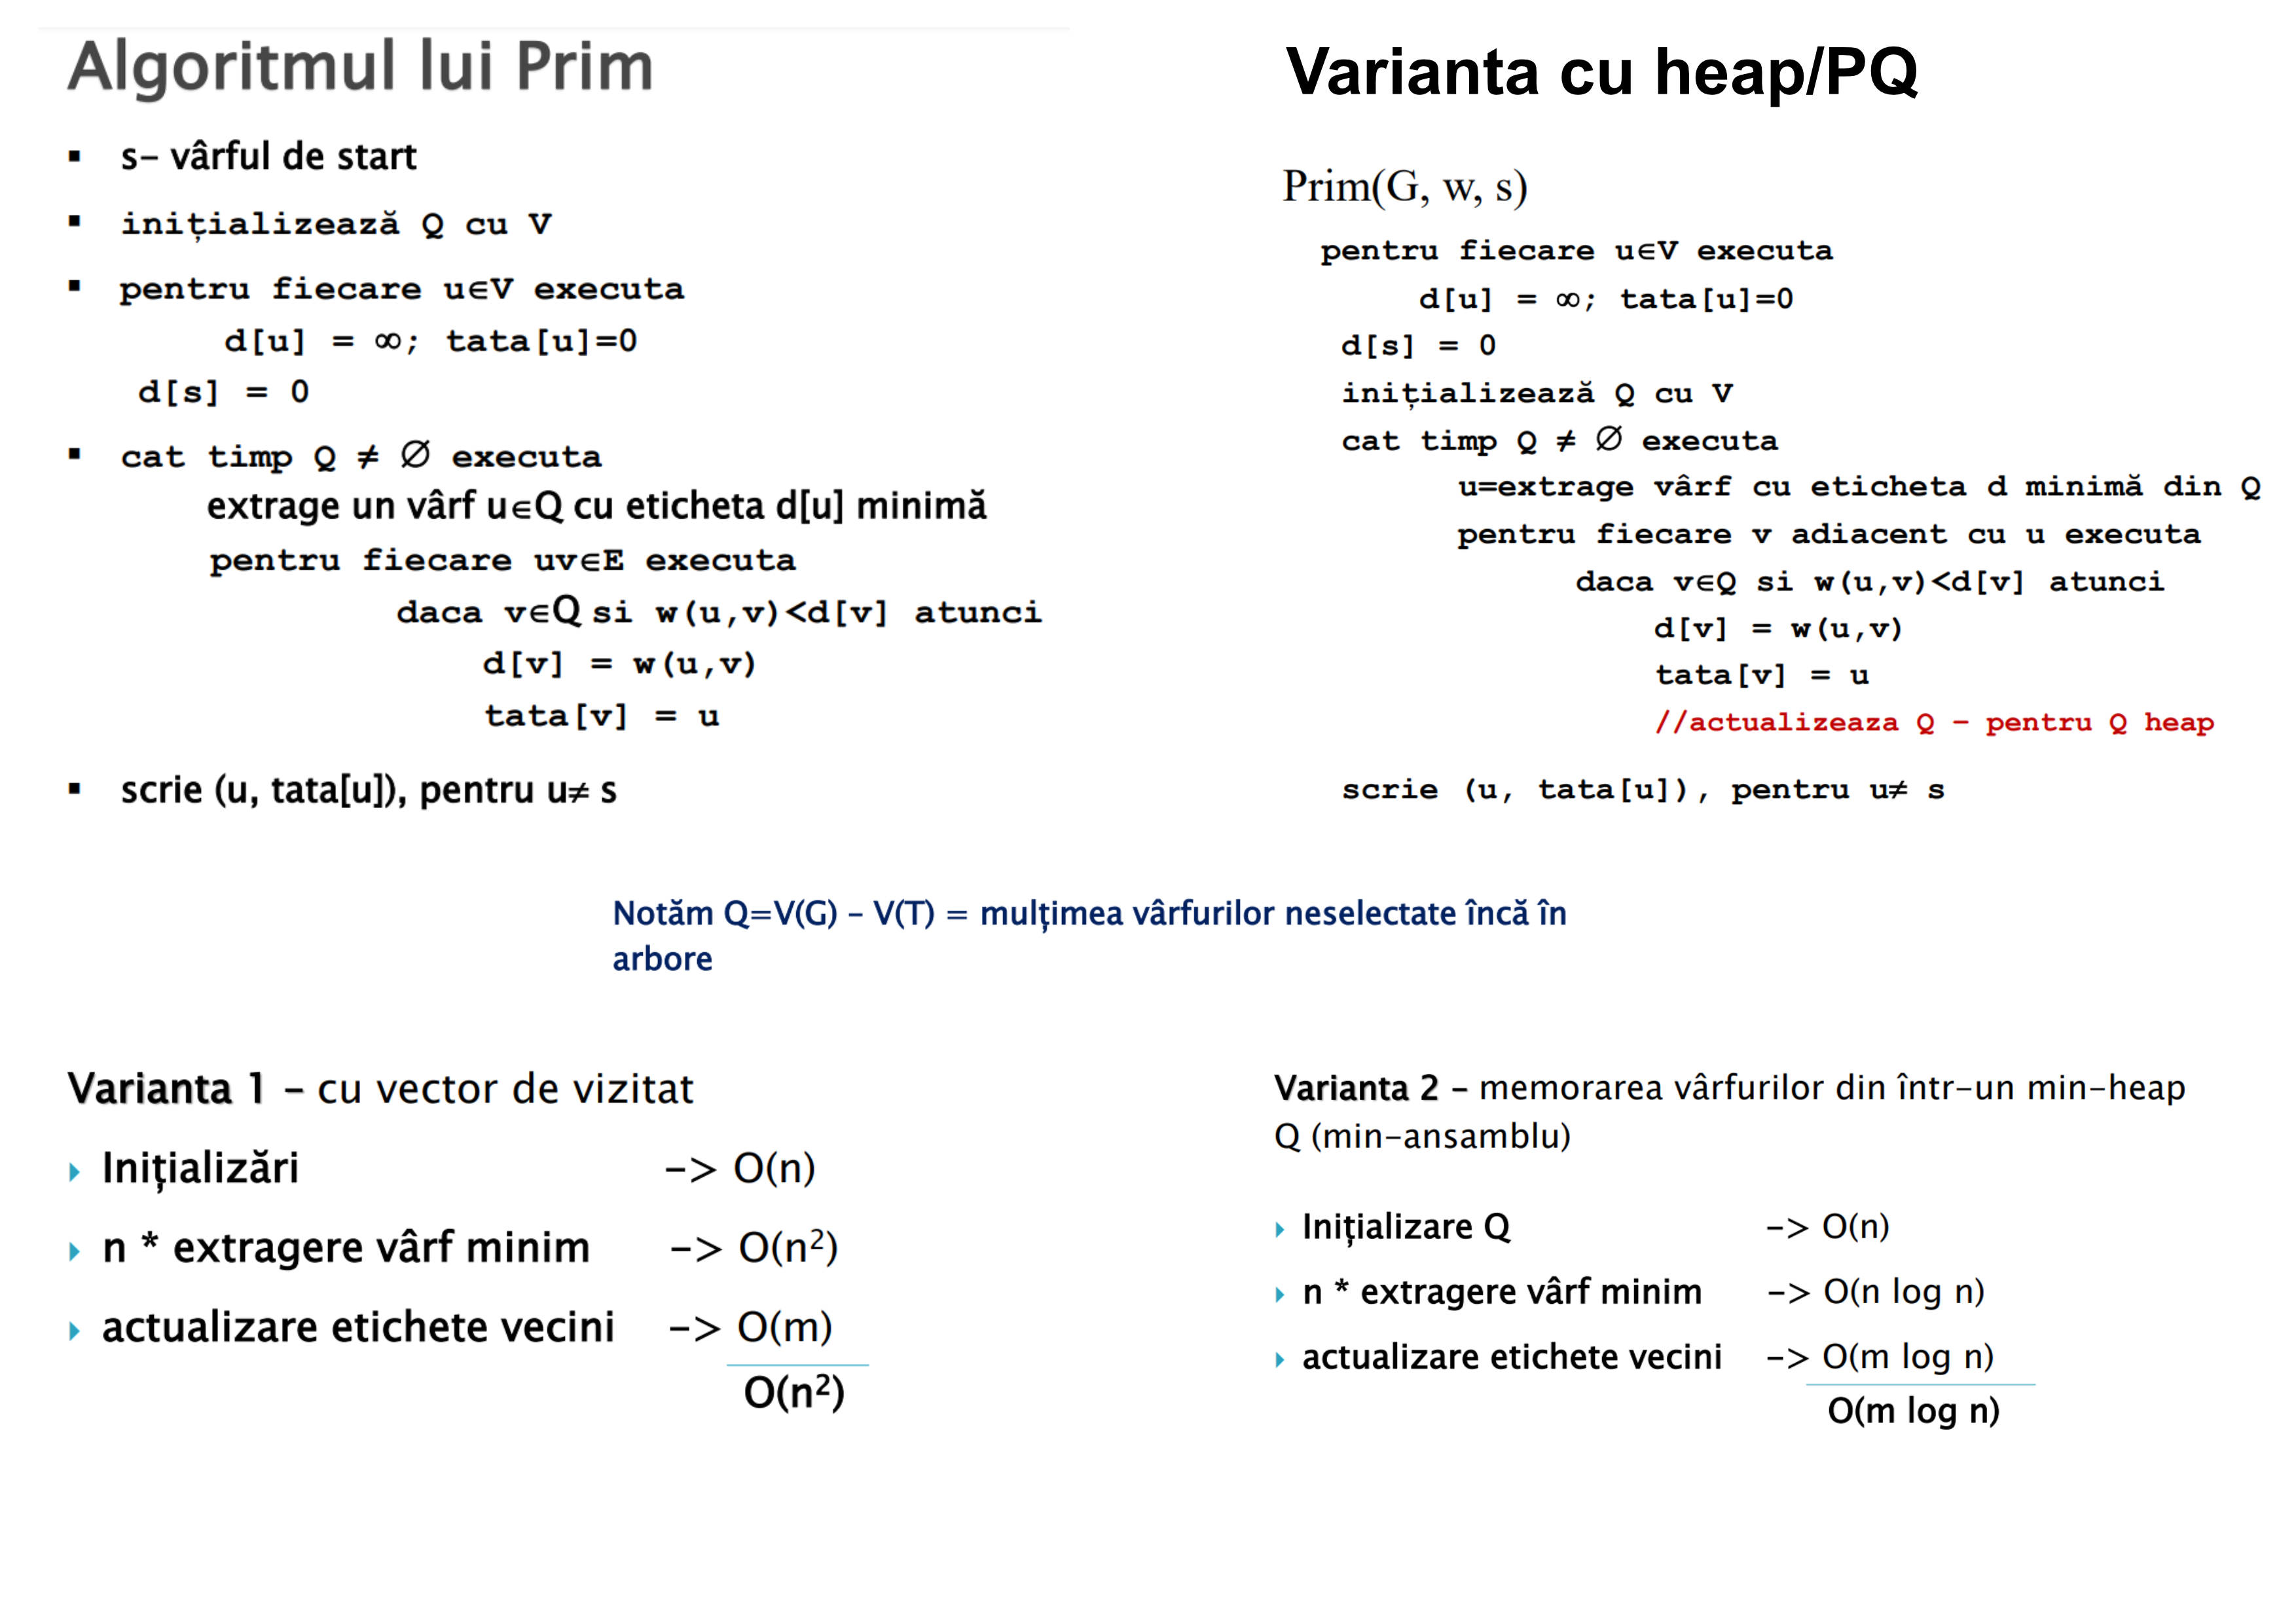 Algoritmul lui Prim
▪ s- vârful de start
▪ inițializează Q cu V
▪ pentru fiecare u∈V executa
d[u] = ∞; tata[u]=0
d[s] = 0
▪ cat timp Q ≠ ∅ executa
extrage un vârf u∈Q cu eticheta d[u] minimă
pentru fiecare uv∈E executa
daca v∈Q si w(u,v)<d[v] atunci
d[v] = w(u,v)
tata[v] = u
▪ scrie (u, tata[u]), pentru u≠ s
Varianta cu heap/PQ
Prim(G, w, s)
pentru fiecare u∈V executa
d[u] = ∞; tata[u]=0
d[s] = 0
inițializează Q cu V
cat timp Q ≠ ∅ executa
u=extrage vârf cu eticheta d minimă din Q
pentru fiecare v adiacent cu u executa
daca v∈Q si w(u,v)<d[v] atunci
d[v] = w(u,v)
tata[v] = u
//actualizeaza Q - pentru Q heap
scrie (u, tata[u]), pentru u≠ s
Notăm Q=V(G) – V(T) = mulțimea vârfurilor neselectate încă în
arbore
Varianta 1 – cu vector de vizitat
Inițializări -> O(n)
n * extragere vârf minim -> O(n²)
actualizare etichete vecini -> O(m)
O(n²)
Varianta 2 – memorarea vârfurilor din într-un min-heap
Q (min-ansamblu)
Inițializare Q -> O(n)
n * extragere vârf minim -> O(n log n)
actualizare etichete vecini -> O(m log n)
O(m log n)